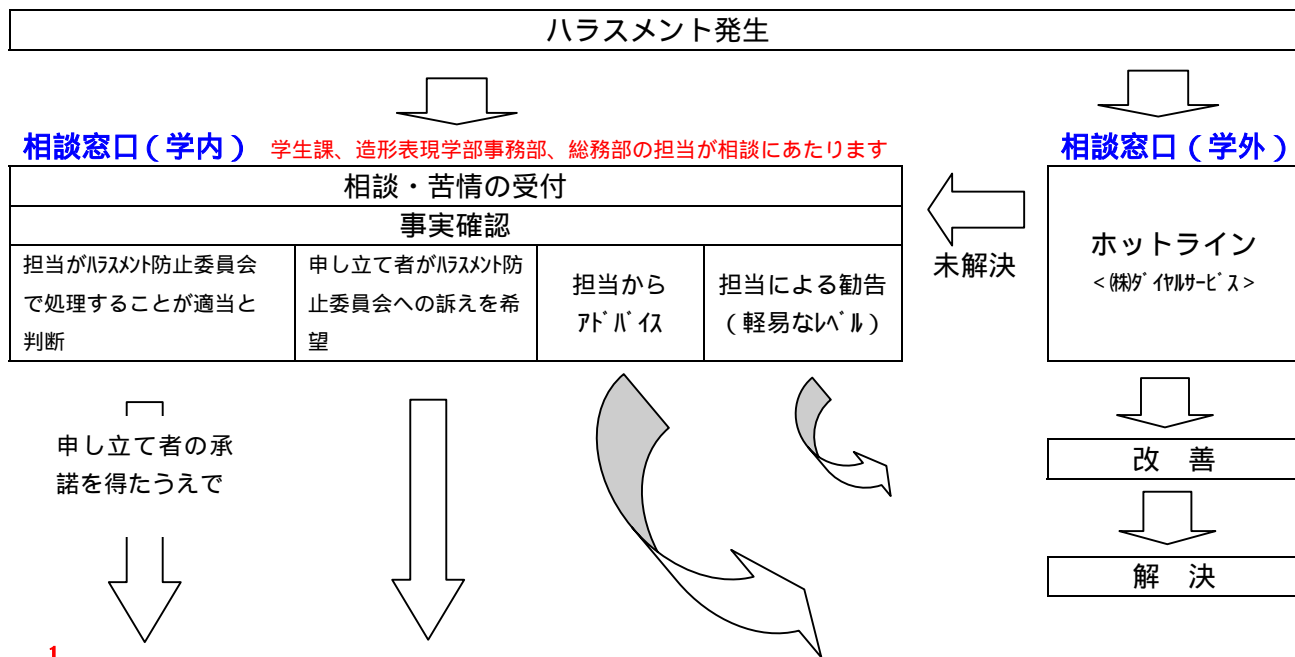 ハラスメント発生
相談窓口(学内) 学生課、造形表現学部事務部、総務部の担当が相談にあたります
相談窓口(学外)
相談・苦情の受付
事実確認
担当がﾊﾗｽﾒﾝﾄ防止委員会
で処理することが適当と
判断
申し立て者がﾊﾗｽﾒﾝﾄ防
止委員会への訴えを希
望
担当から
ｱﾄﾞﾊﾞｲｽ
担当による勧告
(軽易なﾚﾍﾞﾙ)
未解決
ホットライン
<㈱ﾀﾞｲﾔﾙｻｰﾋﾞｽ>
申し立て者の承
諾を得たうえで
改 善
解 決
1